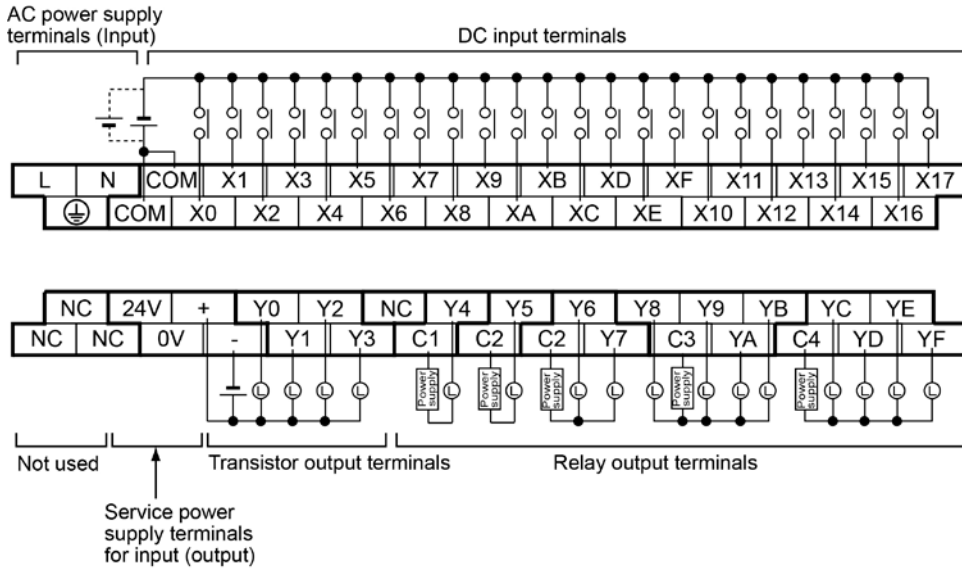 AC power supply
terminals (Input)
DC input terminals
L N COM X1 X3 X5 X7 X9 XB XD XF X11 X13 X15 X17
COM X0 X2 X4 X6 X8 XA XC XE X10 X12 X14 X16
NC 24V + Y0 Y2 NC Y4 Y5 Y6 Y8 Y9 YB YC YE
NC NC 0V - Y1 Y3 C1 C2 C2 Y7 C3 YA C4 YD YF
Power supply L L L L Power supply L Power supply L Power supply L L Power supply L L L Power supply L L L L
Not used
Transistor output terminals
Relay output terminals
Service power
supply terminals
for input (output)